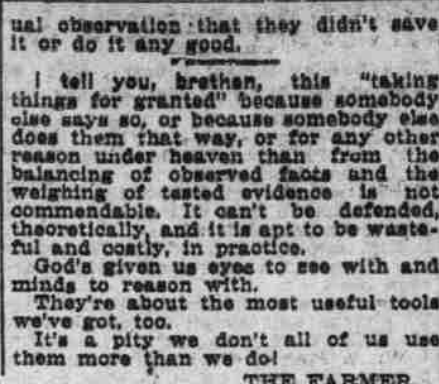 ual observation that they didn't save
it or do it any good.
I tell you, brethen, this "taking
things for granted" because somebody
else says so, or because somebody else
does them that way, or for any other
reason under heaven than from the
balancing of observed facts and the
weighing of tested evidence is not
commendable. It can't be defended,
theoretically, and it is apt to be waste-
ful and costly, in practice.
God's given us eyes to see with and
minds to reason with.
They're about the most useful tools
we've got, too.
It's a pity we don't all of us use
them more than we do!
THE FARMER.